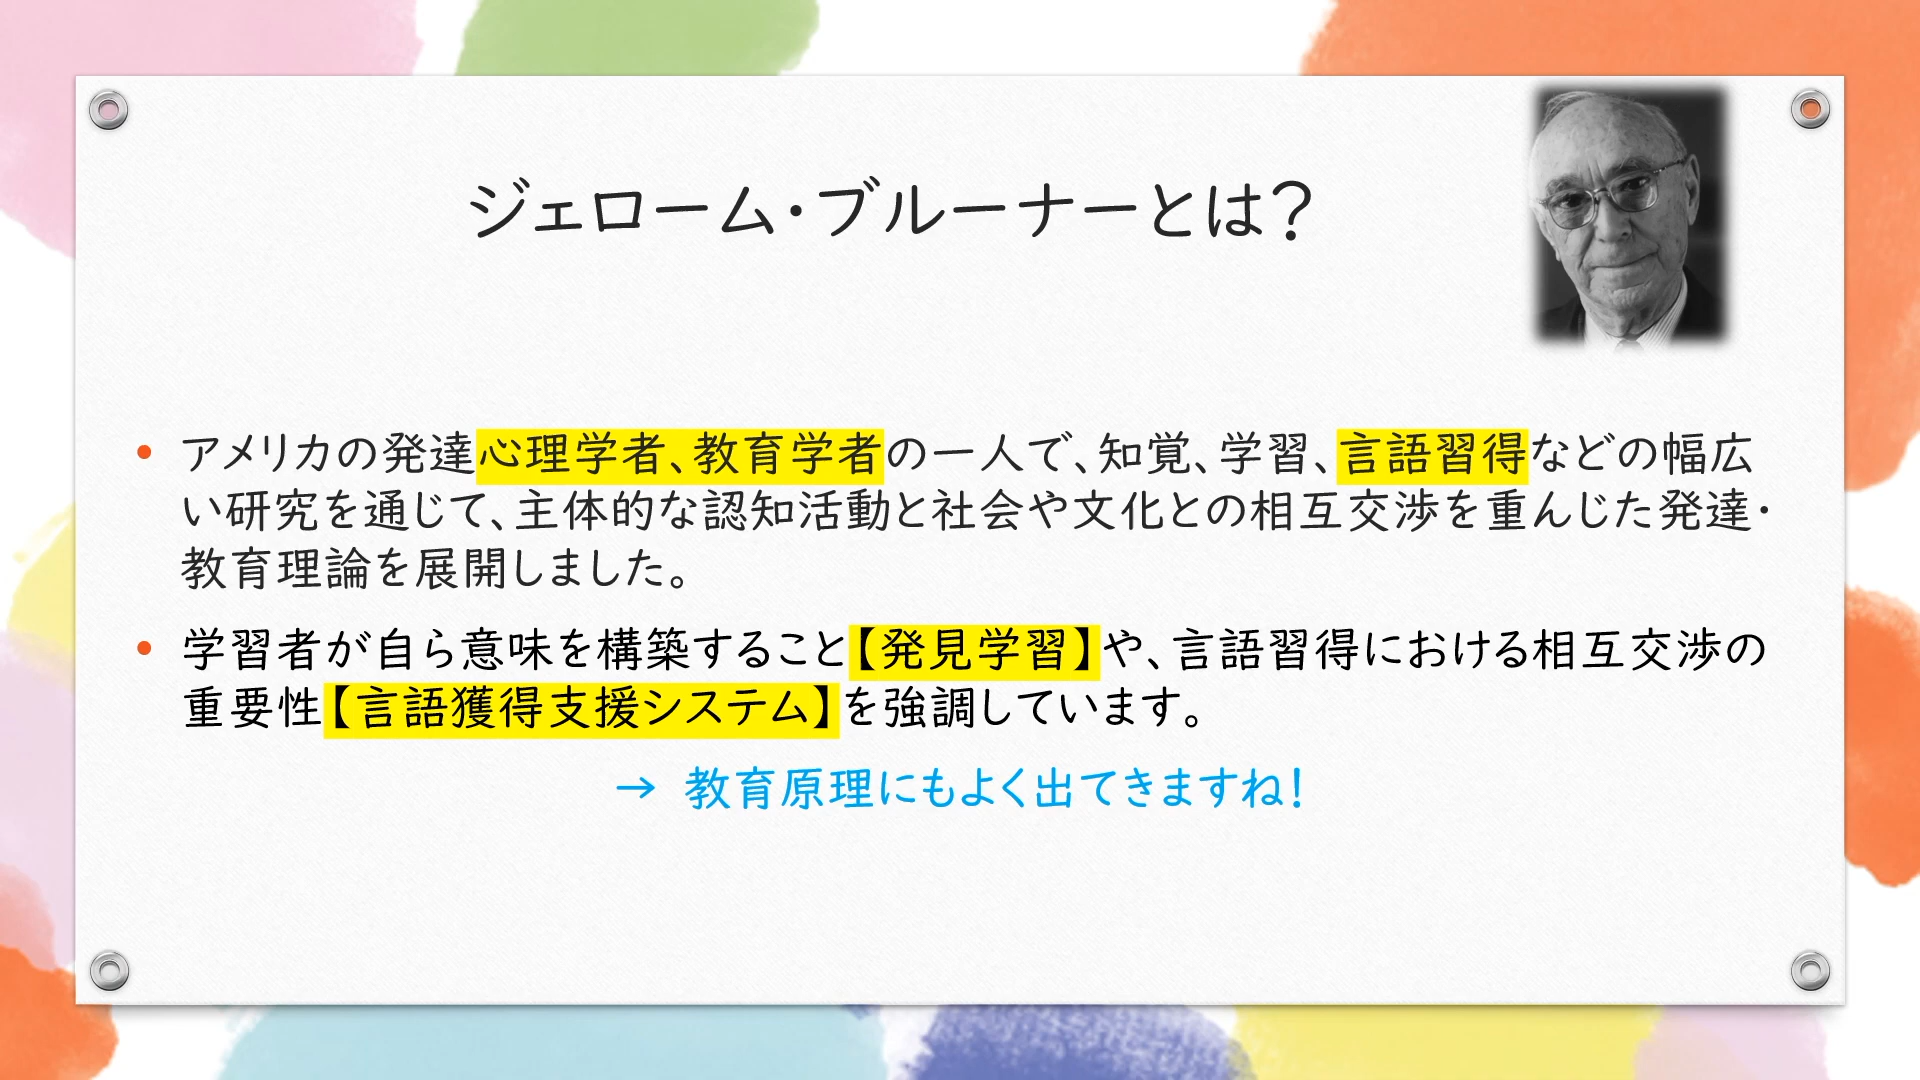 ジェローム・ブルーナーとは？
• アメリカの発達心理学者、教育学者の一人で、知覚、学習、言語習得などの幅広
い研究を通じて、主体的な認知活動と社会や文化との相互交渉を重んじた発達・
教育理論を展開しました。
• 学習者が自ら意味を構築すること【発見学習】や、言語習得における相互交渉の
重要性【言語獲得支援システム】を強調しています。
→ 教育原理にもよく出てきますね！